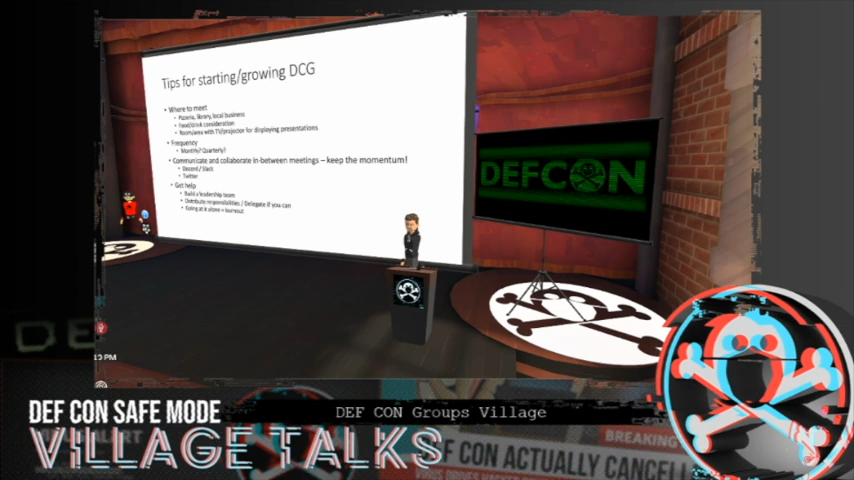 Tips for starting/growing DCG
• Where to meet
• Pizzeria, library, local business
• Food/drink consideration
• Room/area with TV/projector for displaying presentations
• Frequency
• Monthly? Quarterly?
• Communicate and collaborate in-between meetings – keep the momentum!
• Discord / Slack
• Twitter
• Get help
• Build a leadership team
• Distribute responsibilities / Delegate if you can
• Going at it alone = burnout
DEFCON
PM
DEF CON SAFE MODE
DEF CON Groups Village
VILLAGE TALKS
BREAKING
F CON ACTUALLY CANCELL